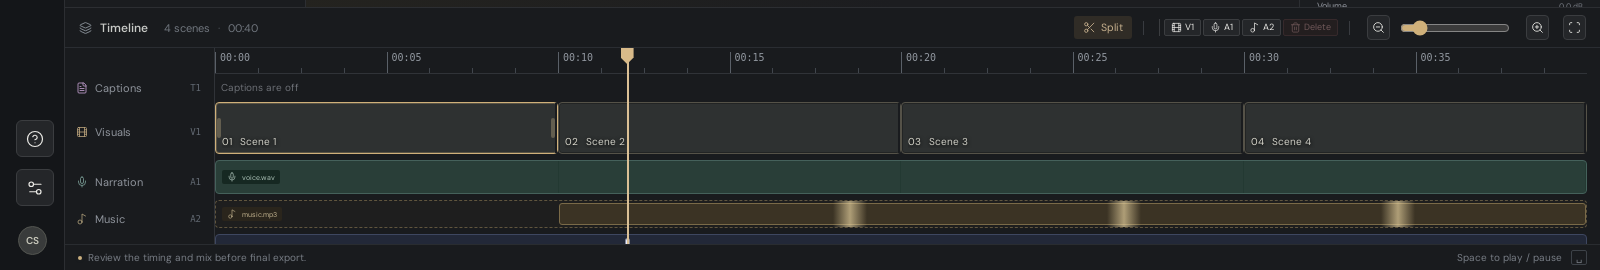 Volume
Timeline 4 scenes · 00:40 Split V1 A1 A2 Delete
00:00 00:05 00:10 00:15 00:20 00:25 00:30 00:35
Captions T1 Captions are off
Visuals V1 01 Scene 1 02 Scene 2 03 Scene 3 04 Scene 4
Narration A1 voice.wav
CS Music A2 music.mp3
Review the timing and mix before final export. Space to play / pause